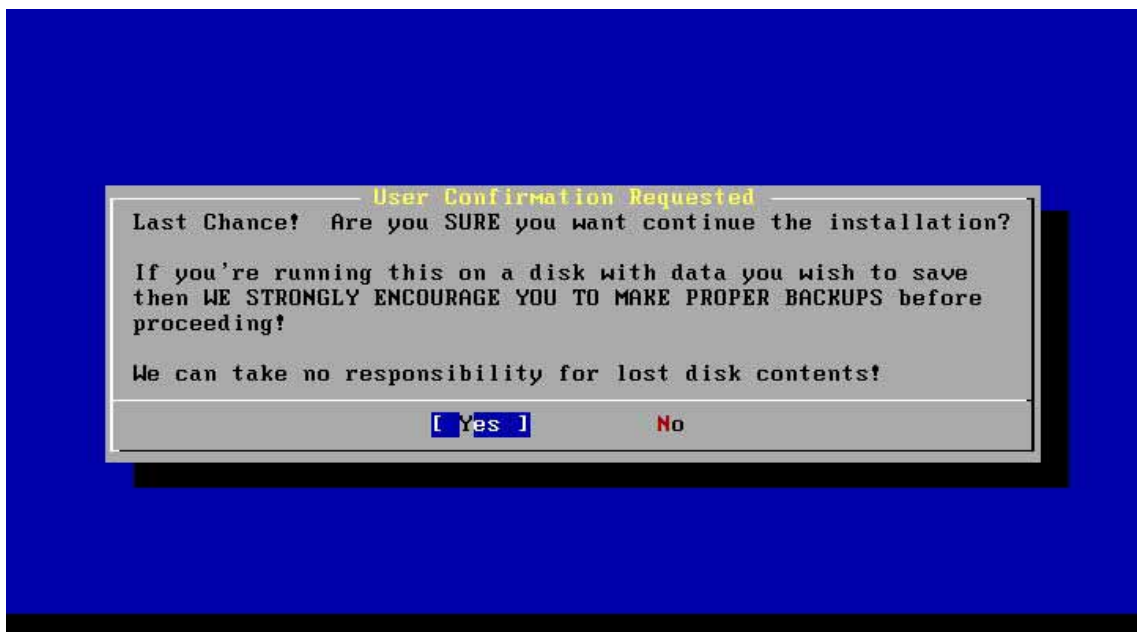 User Confirmation Requested
Last Chance!  Are you SURE you want continue the installation?
If you're running this on a disk with data you wish to save
then WE STRONGLY ENCOURAGE YOU TO MAKE PROPER BACKUPS before
proceeding!
We can take no responsibility for lost disk contents!
[ Yes ] No